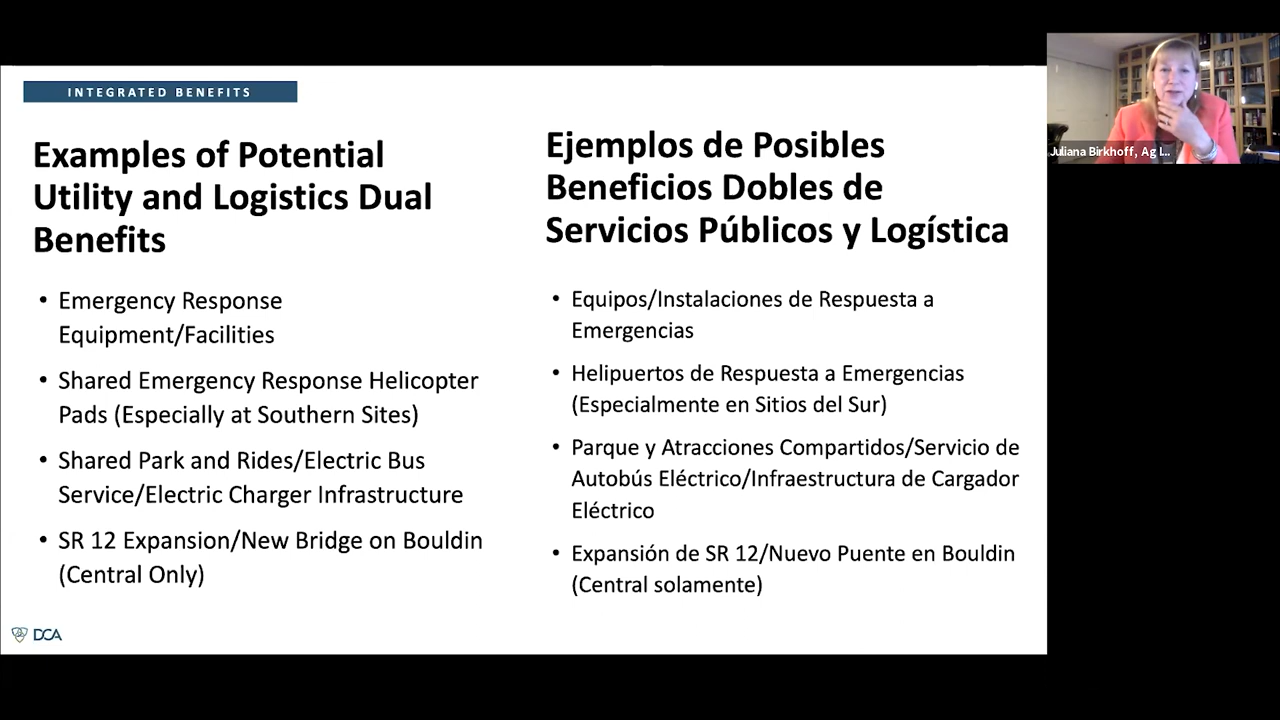 INTEGRATED BENEFITS
Examples of Potential
Utility and Logistics Dual
Benefits
• Emergency Response
Equipment/Facilities
• Shared Emergency Response Helicopter
Pads (Especially at Southern Sites)
• Shared Park and Rides/Electric Bus
Service/Electric Charger Infrastructure
• SR 12 Expansion/New Bridge on Bouldin
(Central Only)
Ejemplos de Posibles
Beneficios Dobles de
Servicios Públicos y Logística
• Equipos/Instalaciones de Respuesta a
Emergencias
• Helipuertos de Respuesta a Emergencias
(Especialmente en Sitios del Sur)
• Parque y Atracciones Compartidos/Servicio de
Autobús Eléctrico/Infraestructura de Cargador
Eléctrico
• Expansión de SR 12/Nuevo Puente en Bouldin
(Central solamente)
DCA
Juliana Birkhoff, Ag I...